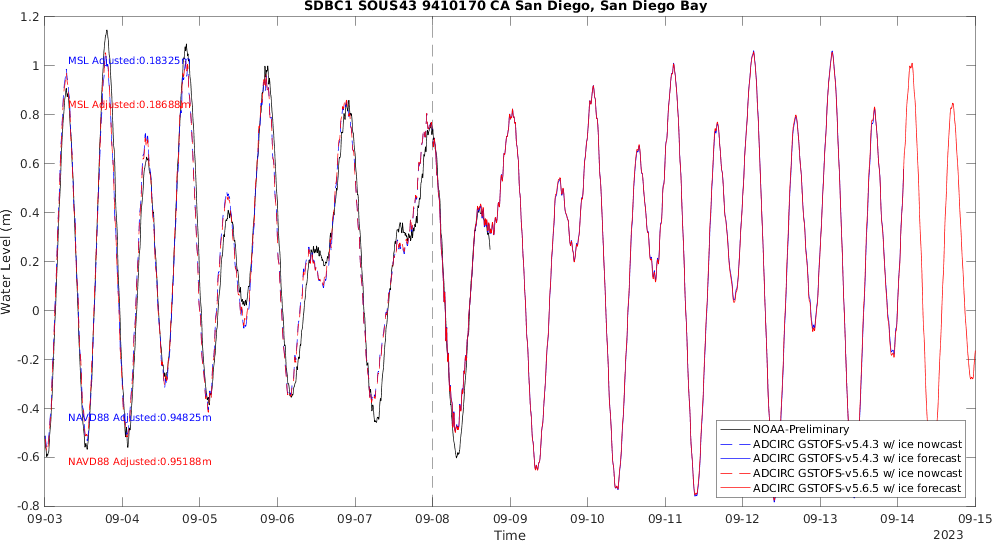 SDBC1 SOUS43 9410170 CA San Diego, San Diego Bay
1.2
1
0.8
0.6
0.4
0.2
0
-0.2
-0.4
-0.6
-0.8
Water Level (m)
MSL Adjusted:0.18325m
MSL Adjusted:0.18688m
NAVD88 Adjusted:0.94825m
NAVD88 Adjusted:0.95188m
NOAA-Preliminary
ADCIRC GSTOFS-v5.4.3 w/ ice nowcast
ADCIRC GSTOFS-v5.4.3 w/ ice forecast
ADCIRC GSTOFS-v5.6.5 w/ ice nowcast
ADCIRC GSTOFS-v5.6.5 w/ ice forecast
09-03 09-04 09-05 09-06 09-07 09-08 09-09 09-10 09-11 09-12 09-13 09-14 09-15
Time
2023